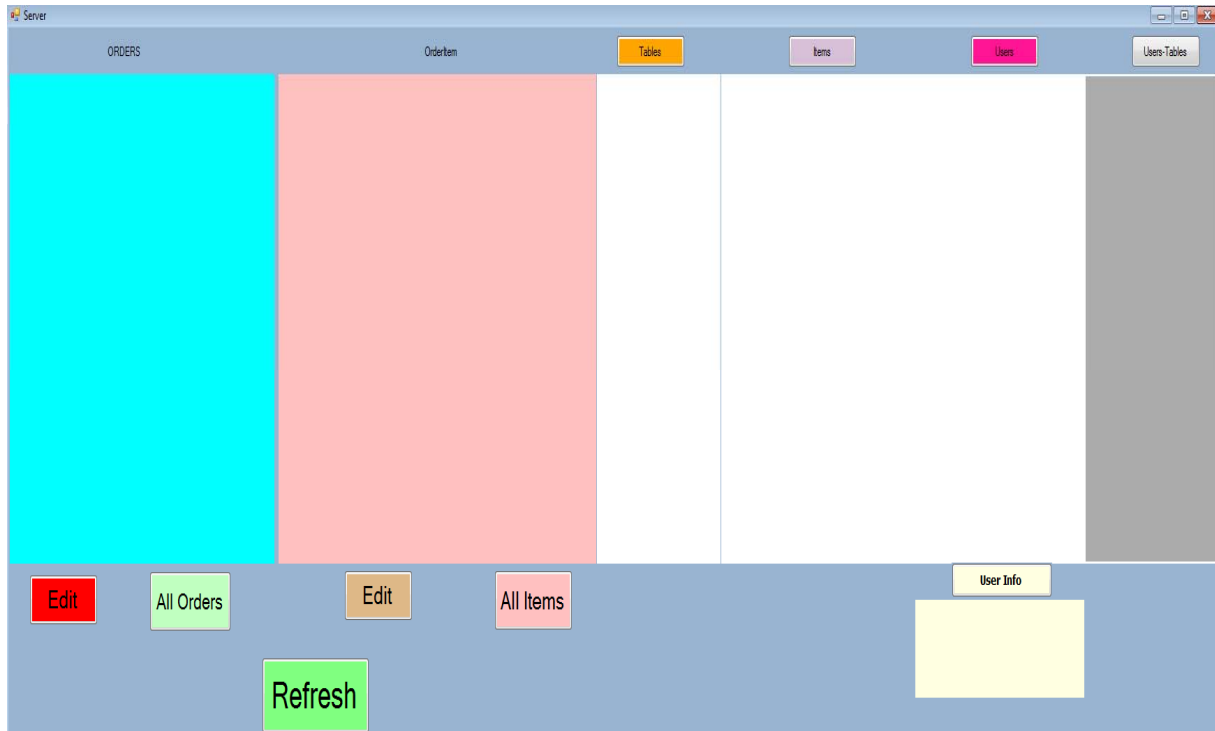 Server
ORDERS
OrderItem
Tables
Items
Users
Users-Tables
Edit
All Orders
Edit
All Items
User Info
Refresh